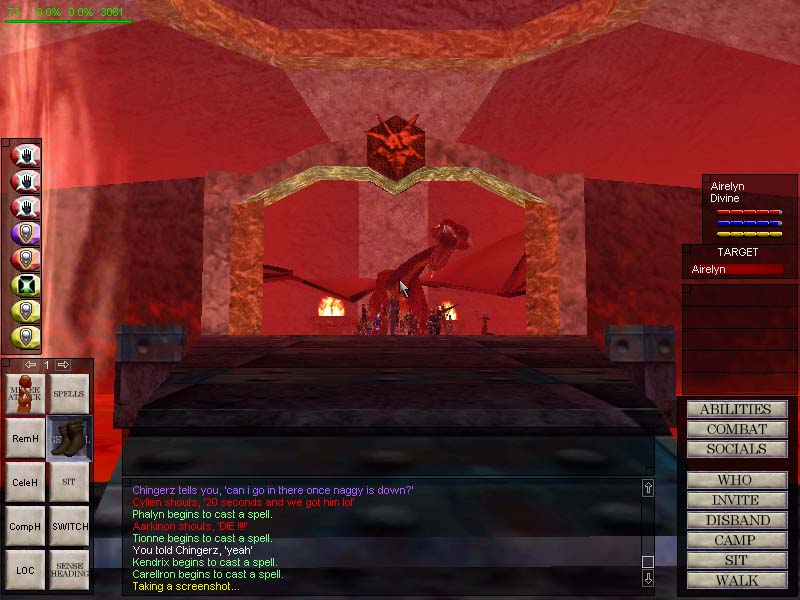 73 0.0% 0.0% 3061
Airelyn
Divine
TARGET
Airelyn
1
SPELLS
RemH
CeleH
SIT
CompH
SWITCH
LOC
SENSE
HEADING
Chingerz tells you, 'can i go in there once naggy is down?'
Cyllen shouts, '20 seconds and we got him lol'
Phalyn begins to cast a spell.
Aarkinon shouts, 'DIE !!!!'
Tionne begins to cast a spell.
You told Chingerz, 'yeah'
Kendrix begins to cast a spell.
Carellron begins to cast a spell.
Taking a screenshot...
ABILITIES
COMBAT
SOCIALS
WHO
INVITE
DISBAND
CAMP
SIT
WALK